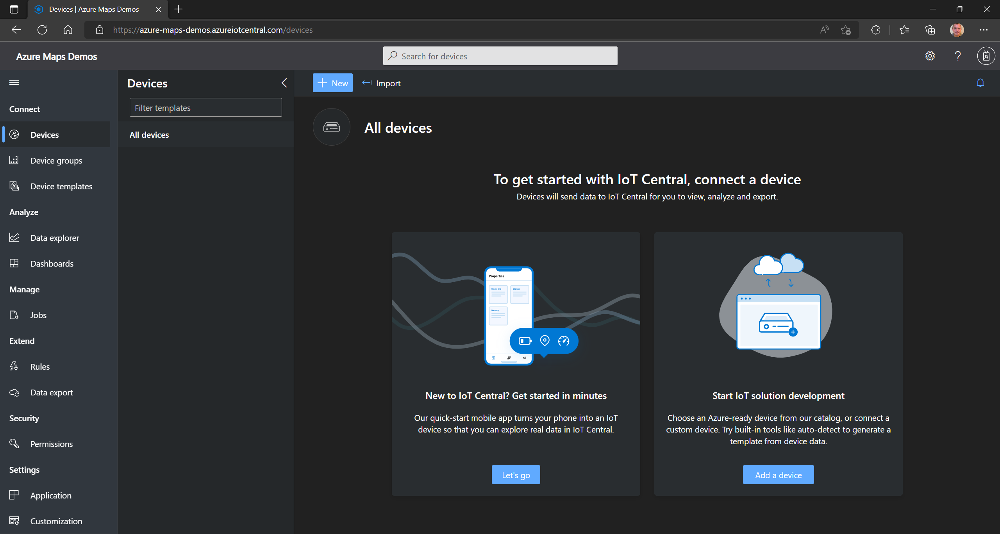 Devices | Azure Maps Demos
https://azure-maps-demos.azureiotcentral.com/devices
Azure Maps Demos
Search for devices
Connect
Devices
Device groups
Device templates
Analyze
Data explorer
Dashboards
Manage
Jobs
Extend
Rules
Data export
Security
Permissions
Settings
Application
Customization
Devices
Filter templates
All devices
New
Import
All devices
To get started with IoT Central, connect a device
Devices will send data to IoT Central for you to view, analyze and export.
Properties
Device info
Storage
Memory
New to IoT Central? Get started in minutes
Our quick-start mobile app turns your phone into an IoT
device so that you can explore real data in IoT Central.
Let's go
Start IoT solution development
Choose an Azure-ready device from our catalog, or connect a
custom device. Try built-in tools like auto-detect to generate a
template from device data.
Add a device